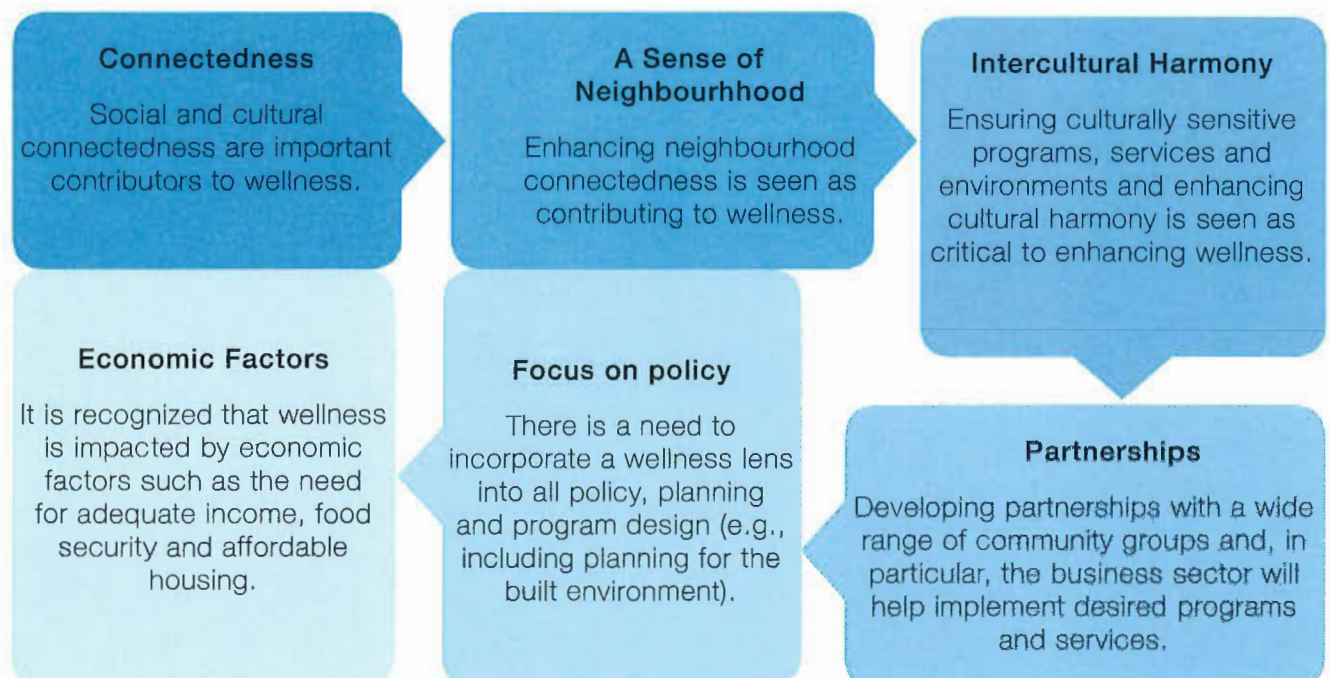 Connectedness
Social and cultural
connectedness are important
contributors to wellness.
A Sense of
Neighbourhhood
Enhancing neighbourhood
connectedness is seen as
contributing to wellness.
Intercultural Harmony
Ensuring culturally sensitive
programs, services and
environments and enhancing
cultural harmony is seen as
critical to enhancing wellness.
Partnerships
Developing partnerships with a wide
range of community groups and, in
particular, the business sector will
help implement desired programs
and services.
Focus on policy
There is a need to
incorporate a wellness lens
into all policy, planning
and program design (e.g.,
including planning for the
built environment).
Economic Factors
It is recognized that wellness
is impacted by economic
factors such as the need
for adequate income, food
security and affordable
housing.